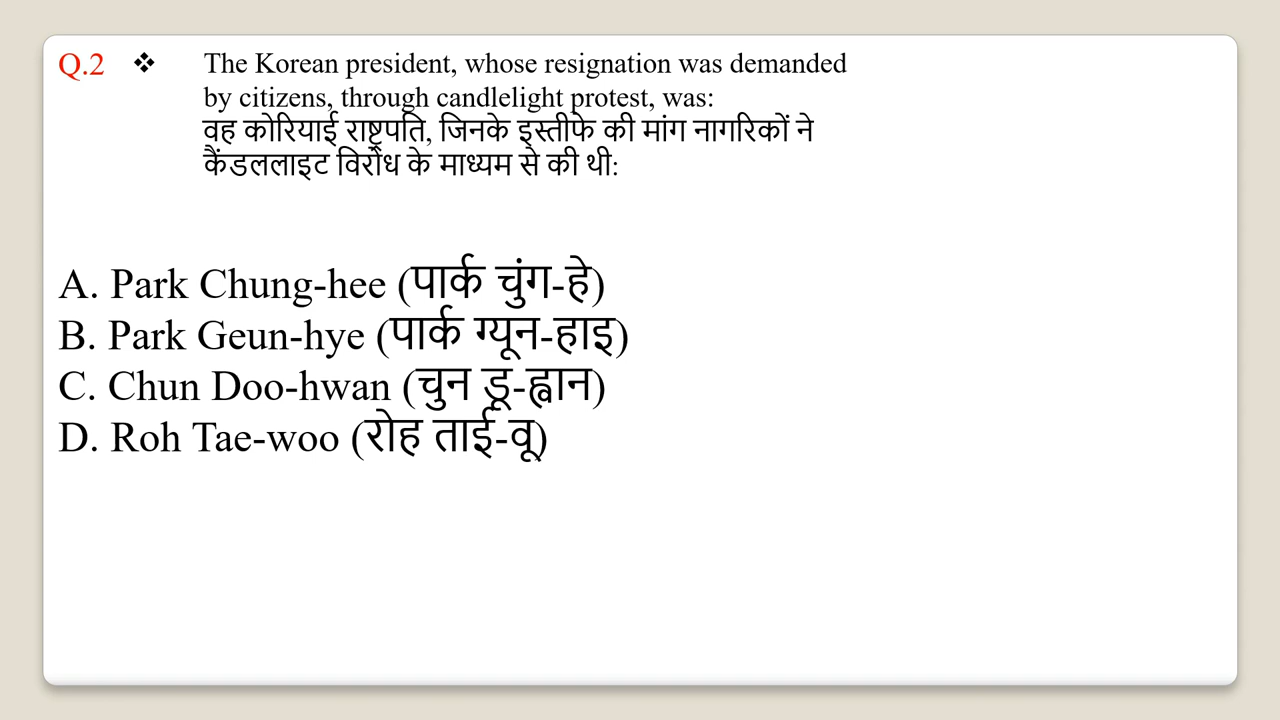 Q.2 ❖ The Korean president, whose resignation was demanded
by citizens, through candlelight protest, was:
वह कोरियाई राष्ट्रपति, जिनके इस्तीफे की मांग नागरिकों ने
कैंडललाइट विरोध के माध्यम से की थी:
A. Park Chung-hee (पार्क चुंग-हे)
B. Park Geun-hye (पार्क ग्यून-हाइ)
C. Chun Doo-hwan (चुन डू-ह्वान)
D. Roh Tae-woo (रोह ताई-वू)